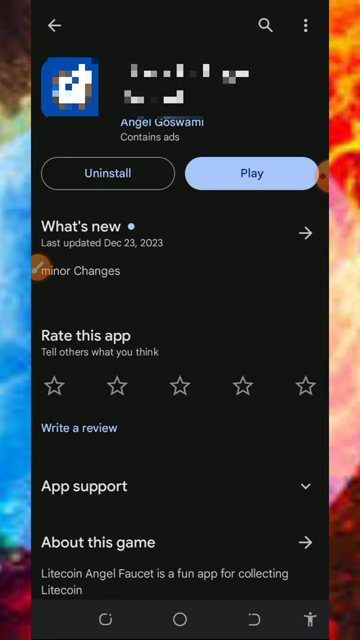 Angel Goswami
Contains ads
Uninstall
Play
What's new
Last updated Dec 23, 2023
minor Changes
Rate this app
Tell others what you think
Write a review
App support
About this game
Litecoin Angel Faucet is a fun app for collecting
Litecoin